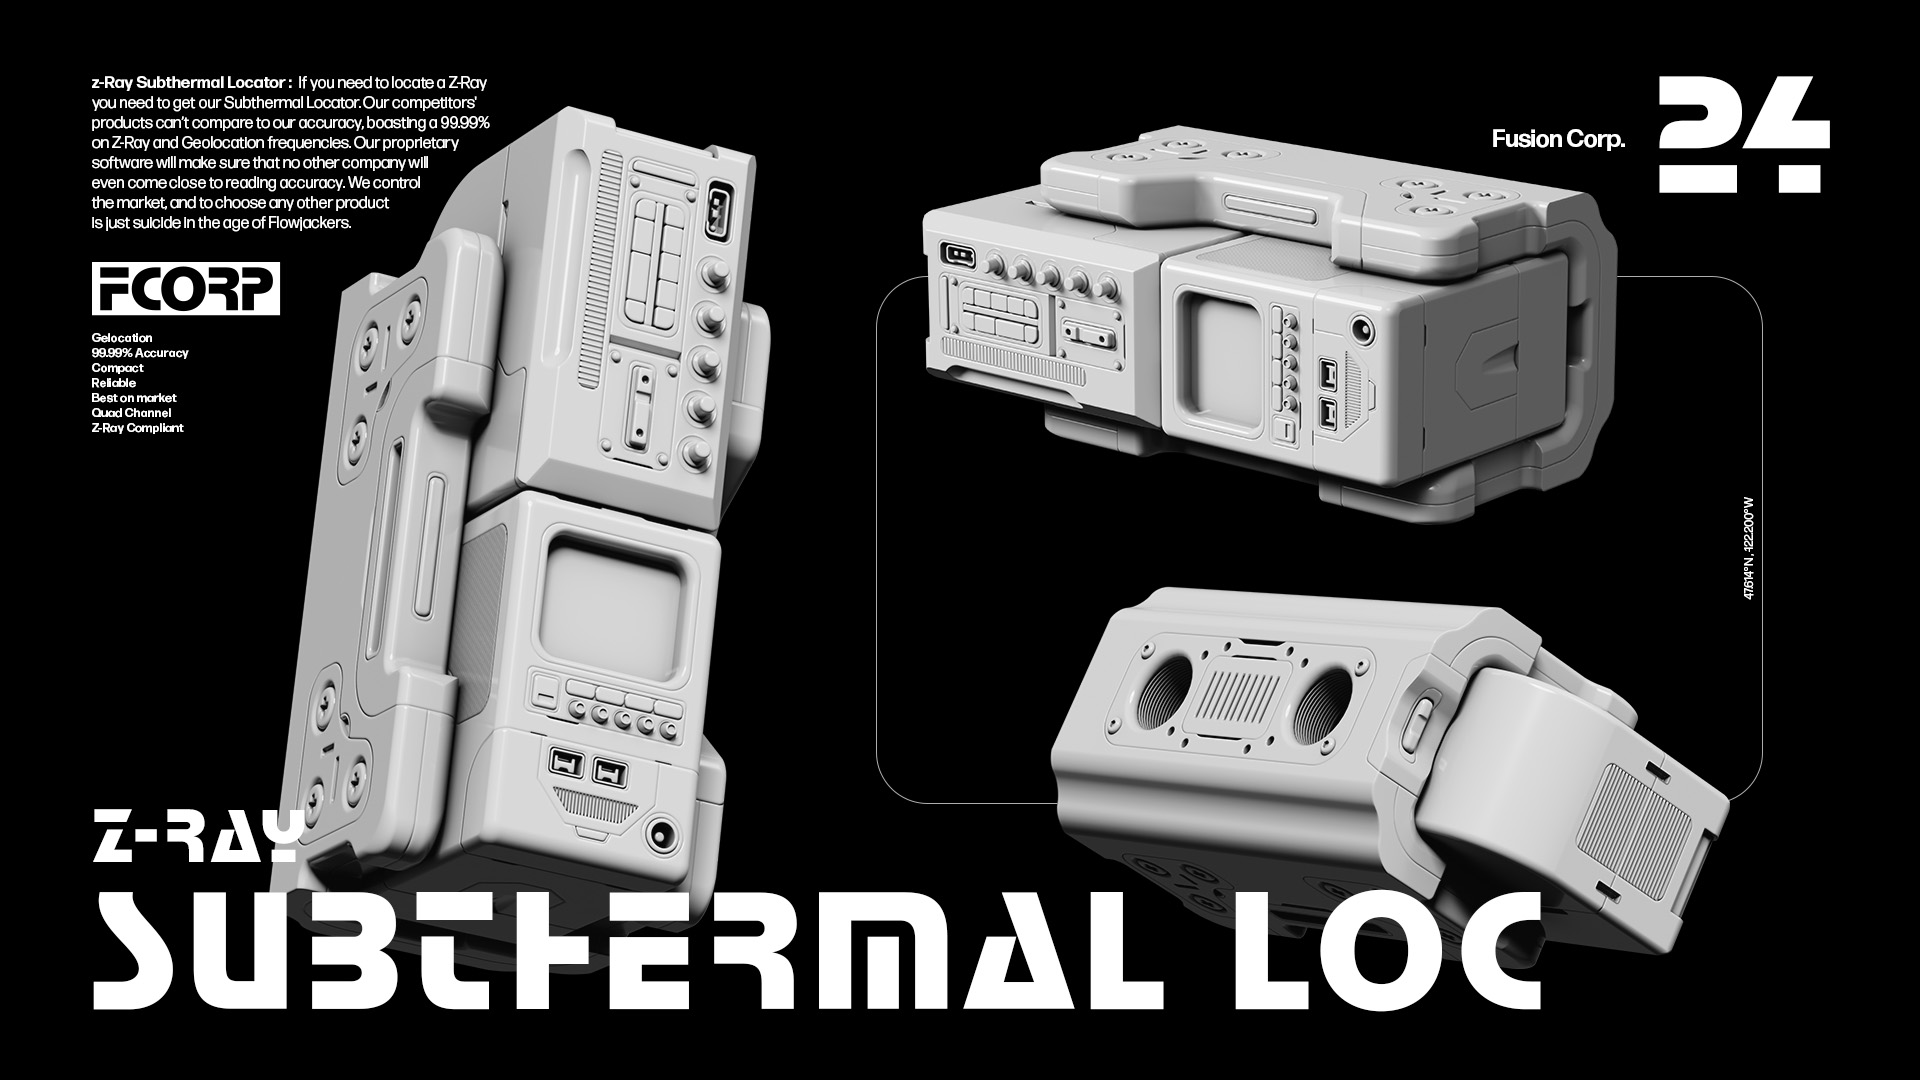 z-Ray Subthermal Locator : If you need to locate a Z-Ray
you need to get our Subthermal Locator. Our competitors'
products can't compare to our accuracy, boasting a 99.99%
on Z-Ray and Geolocation frequencies. Our proprietary
software will make sure that no other company will
even come close to reading accuracy. We control
the market, and to choose any other product
is just suicide in the age of Flowjackers.
FCORP
Gelocation
99.99% Accuracy
Compact
Reliable
Best on market
Quad Channel
Z-Ray Compliant
Fusion Corp.
24
47.614°N, 122.200°W
Z-RAY
SUBTHERMAL LOC